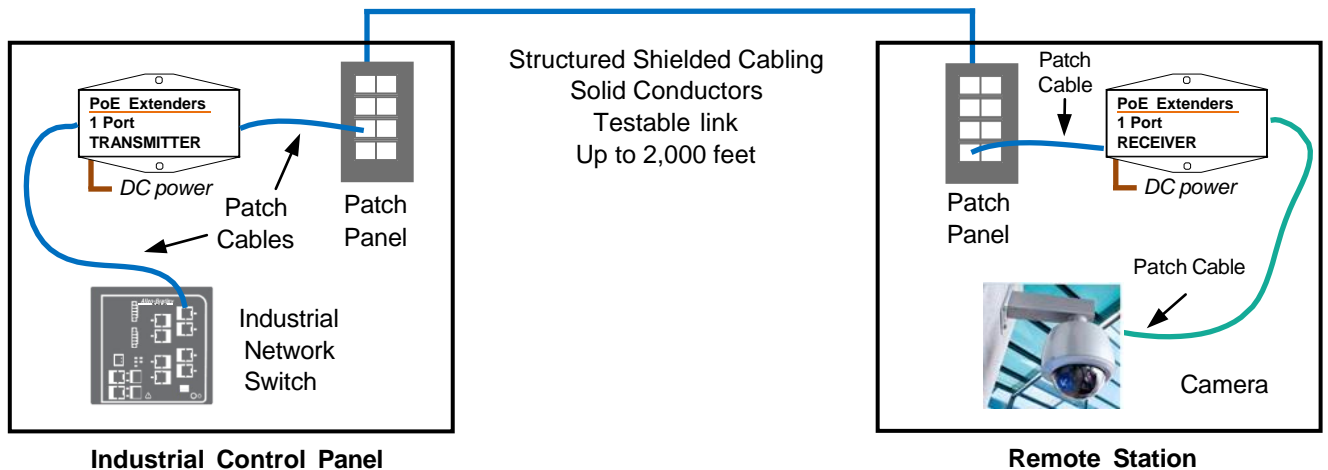 Structured Shielded Cabling
Solid Conductors
Testable link
Up to 2,000 feet
PoE Extenders
1 Port
TRANSMITTER
DC power
Patch
Cables
Patch
Panel
Industrial
Network
Switch
Industrial Control Panel
Patch
Cable
PoE Extenders
1 Port
RECEIVER
DC power
Patch
Panel
Patch Cable
Camera
Remote Station
Allen-Bradley